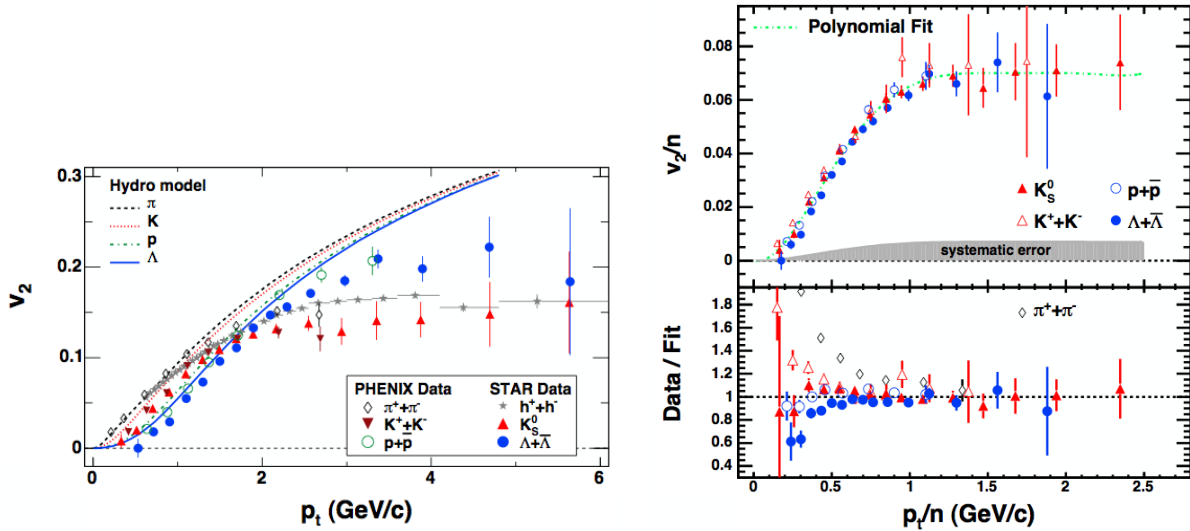 0.3
0.2
0.1
0
v₂
0 2 4 6
pₜ (GeV/c)
Hydro model
π
K
p
Λ
PHENIX Data STAR Data
π⁺+π⁻ h⁺+h⁻
K⁺+K⁻ K⁰_S
p+p̅ Λ+Λ̅
0.08
0.06
0.04
0.02
0
v₂/n
Polynomial Fit
K⁰_S p+p̅
K⁺+K⁻ Λ+Λ̅
systematic error
1.8
1.6
1.4
1.2
1.0
0.8
0.6
0.4
Data / Fit
π⁺+π⁻
0 0.5 1 1.5 2 2.5
pₜ/n (GeV/c)